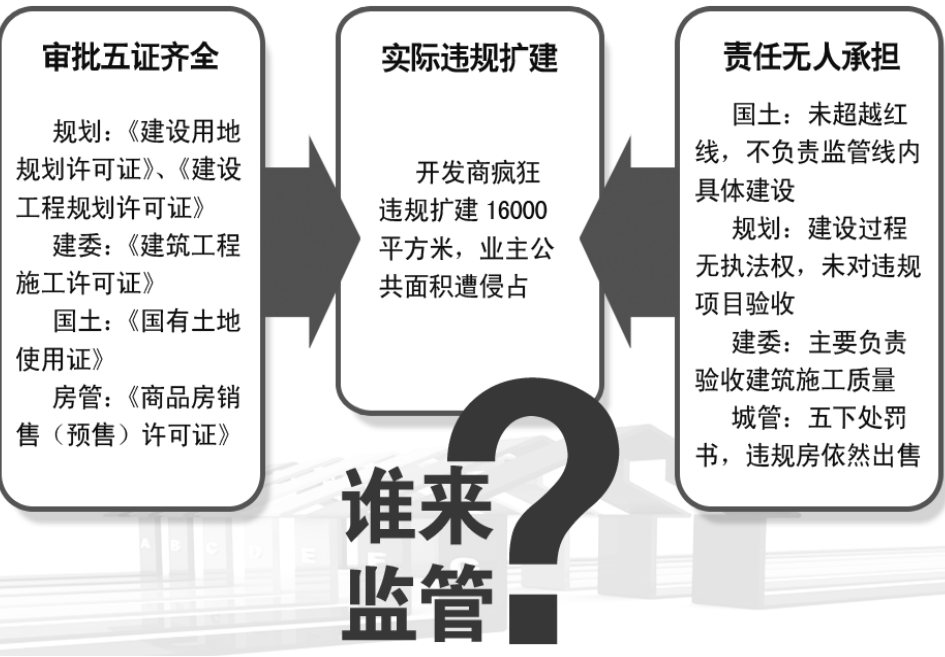 审批五证齐全
规划：《建设用地
规划许可证》、《建设
工程规划许可证》
建委：《建筑工程
施工许可证》
国土：《国有土地
使用证》
房管：《商品房销
售（预售）许可证》
实际违规扩建
开发商疯狂
违规扩建 16000
平方米，业主公
共面积遭侵占
责任无人承担
国土：未超越红
线，不负责监管线内
具体建设
规划：建设过程
无执法权，未对违规
项目验收
建委：主要负责
验收建筑施工质量
城管：五下处罚
书，违规房依然出售
谁来
监管
?
A B C D E F G